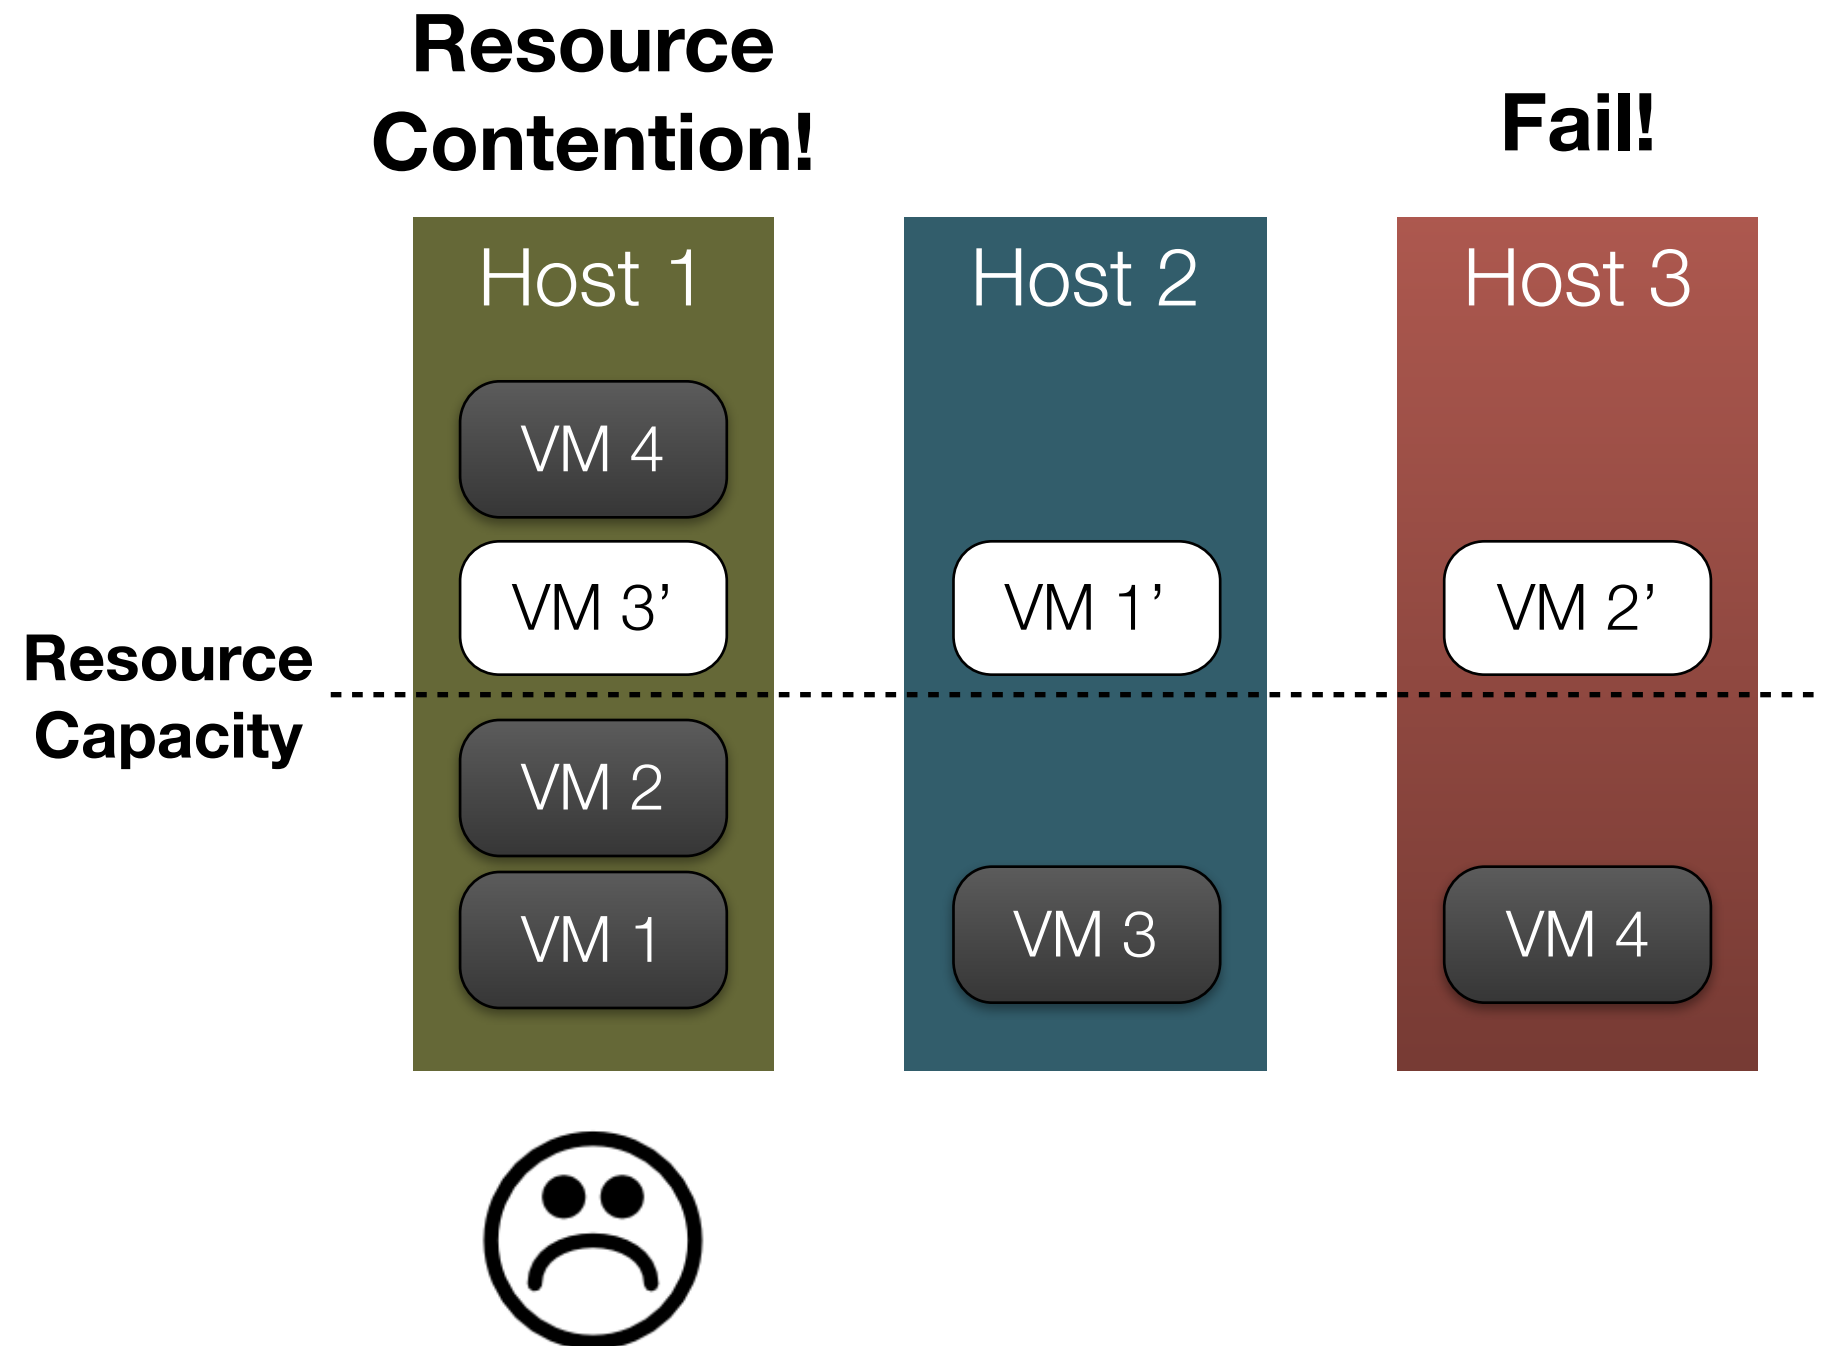 Resource
Contention!
Fail!
Host 1
Host 2
Host 3
VM 4
VM 3’
VM 1’
VM 2’
Resource
Capacity
VM 2
VM 1
VM 3
VM 4